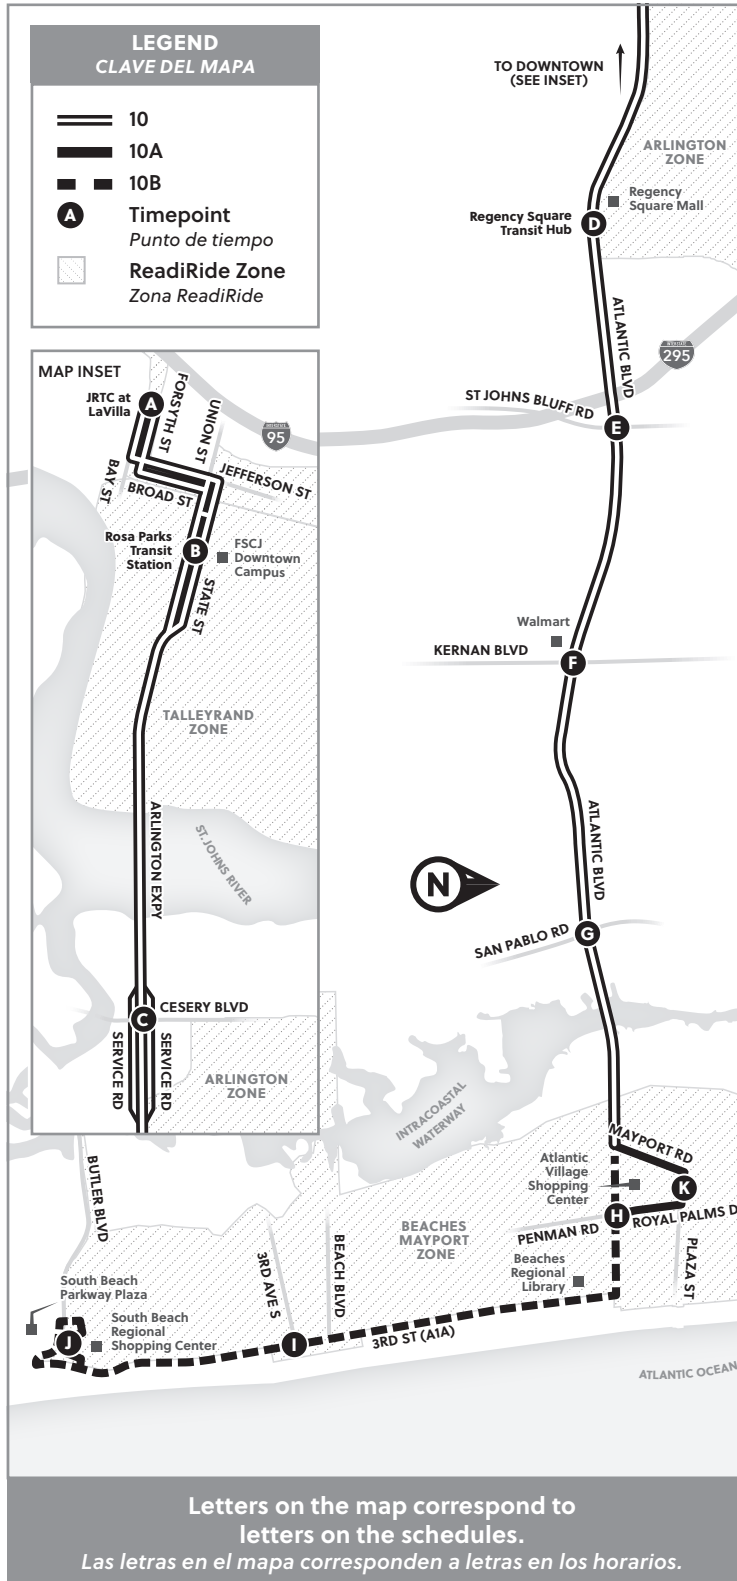 LEGEND
CLAVE DEL MAPA
10
10A
10B
A
Timepoint
Punto de tiempo
ReadiRide Zone
Zona ReadiRide
TO DOWNTOWN
(SEE INSET)
ARLINGTON
ZONE
Regency
Square Mall
Regency Square
Transit Hub
D
ATLANTIC BLVD
295
ST JOHNS BLUFF RD
E
Walmart
KERNAN BLVD
F
ATLANTIC BLVD
N
SAN PABLO RD
G
MAP INSET
JRTC at
LaVilla
A
FORSYTH ST
UNION ST
95
BAY ST
BROAD ST
JEFFERSON ST
Rosa Parks
Transit
Station
B
FSCJ
Downtown
Campus
STATE ST
TALLEYRAND
ZONE
ARLINGTON EXPY
ST. JOHNS RIVER
C
CESERY BLVD
SERVICE RD
SERVICE RD
ARLINGTON
ZONE
INTRACOASTAL
WATERWAY
MAYPORT RD
Atlantic
Village
Shopping
Center
K
H
ROYAL PALMS D
PENMAN RD
PLAZA ST
BEACHES
MAYPORT
ZONE
Beaches
Regional
Library
BUTLER BLVD
3RD AVE S
BEACH BLVD
South Beach
Parkway Plaza
South Beach
Regional
Shopping Center
J
I
3RD ST (A1A)
ATLANTIC OCEAN
Letters on the map correspond to
letters on the schedules.
Las letras en el mapa corresponden a letras en los horarios.